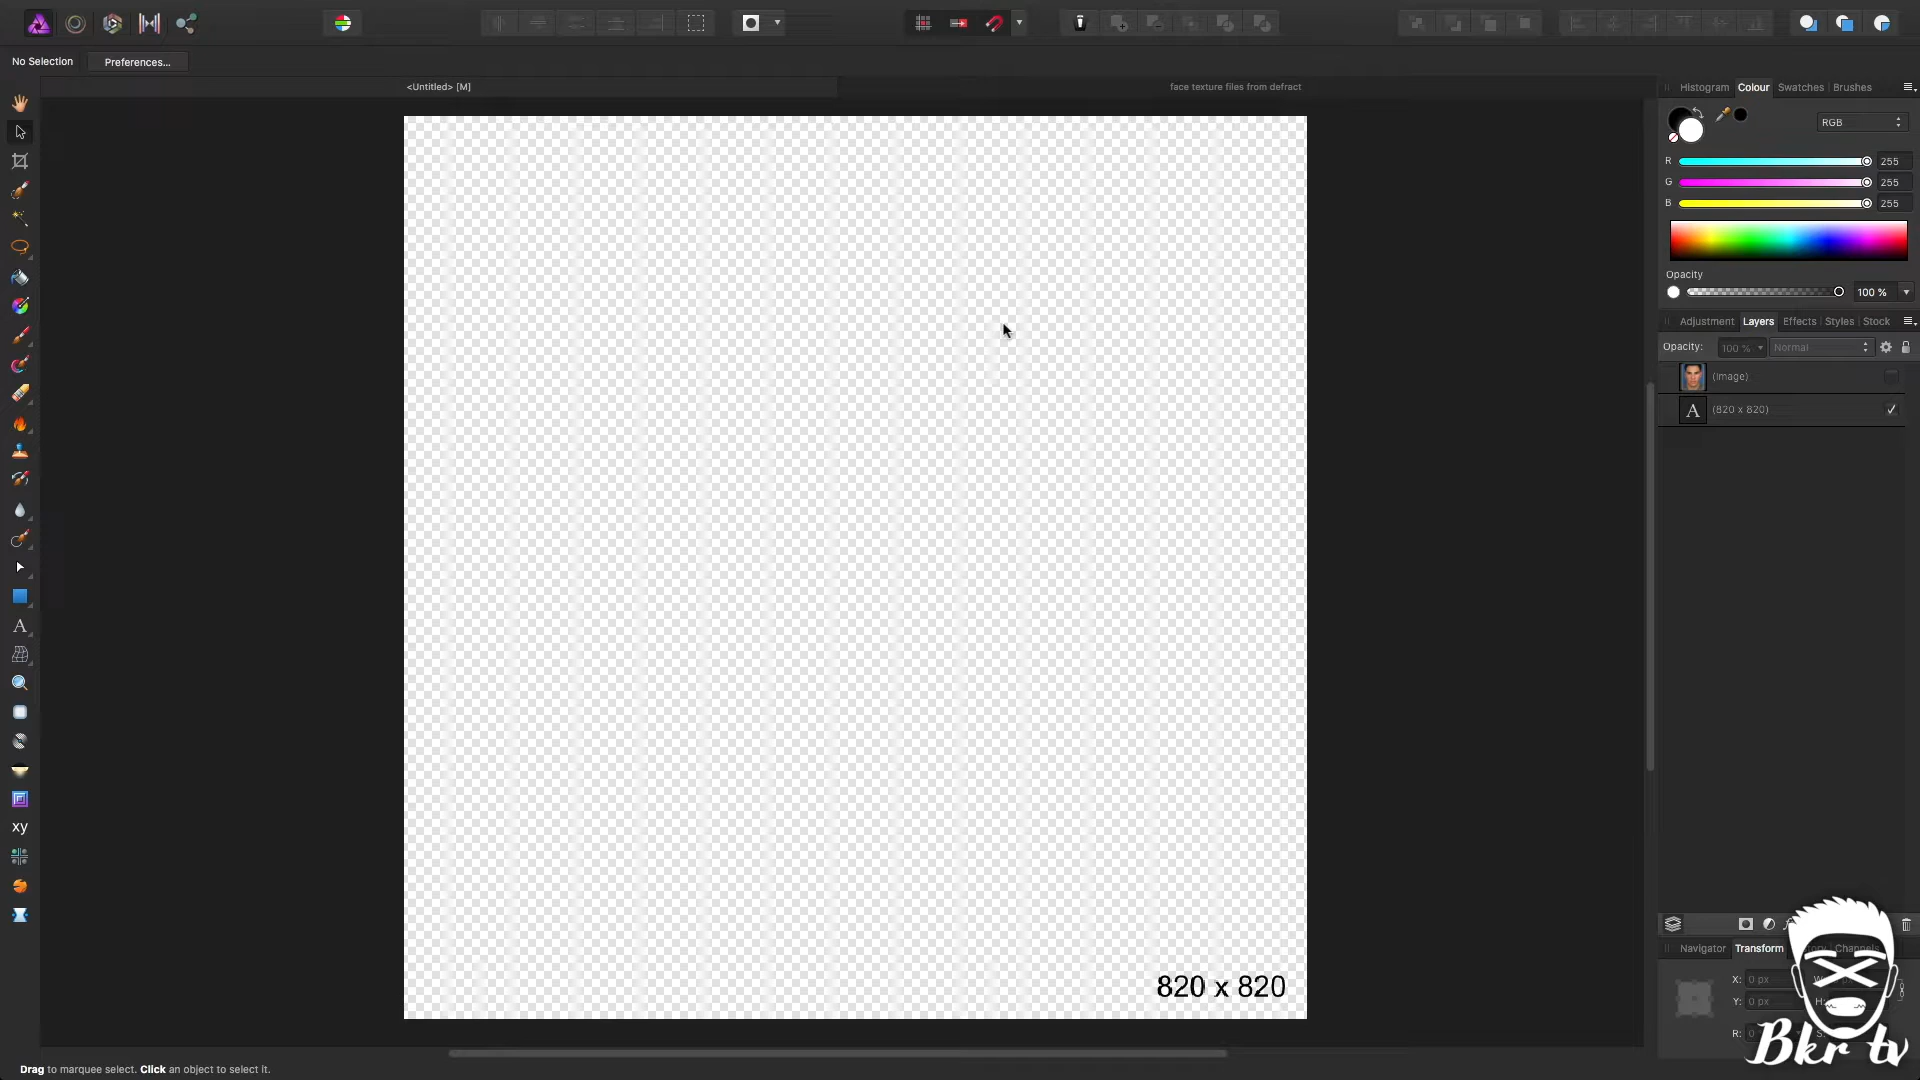 No Selection
Preferences...
<Untitled> [M]
face texture files from defract
Histogram Colour Swatches Brushes
RGB
R 255
G 255
B 255
Opacity
100 %
Adjustment Layers Effects Styles Stock
Opacity: 100 % Normal
(Image)
A (820 x 820)
A
xy
820 x 820
Navigator Transform Channels
X: 0 px
Y: 0 px
H:
R:
Bkr tv
Drag to marquee select. Click an object to select it.